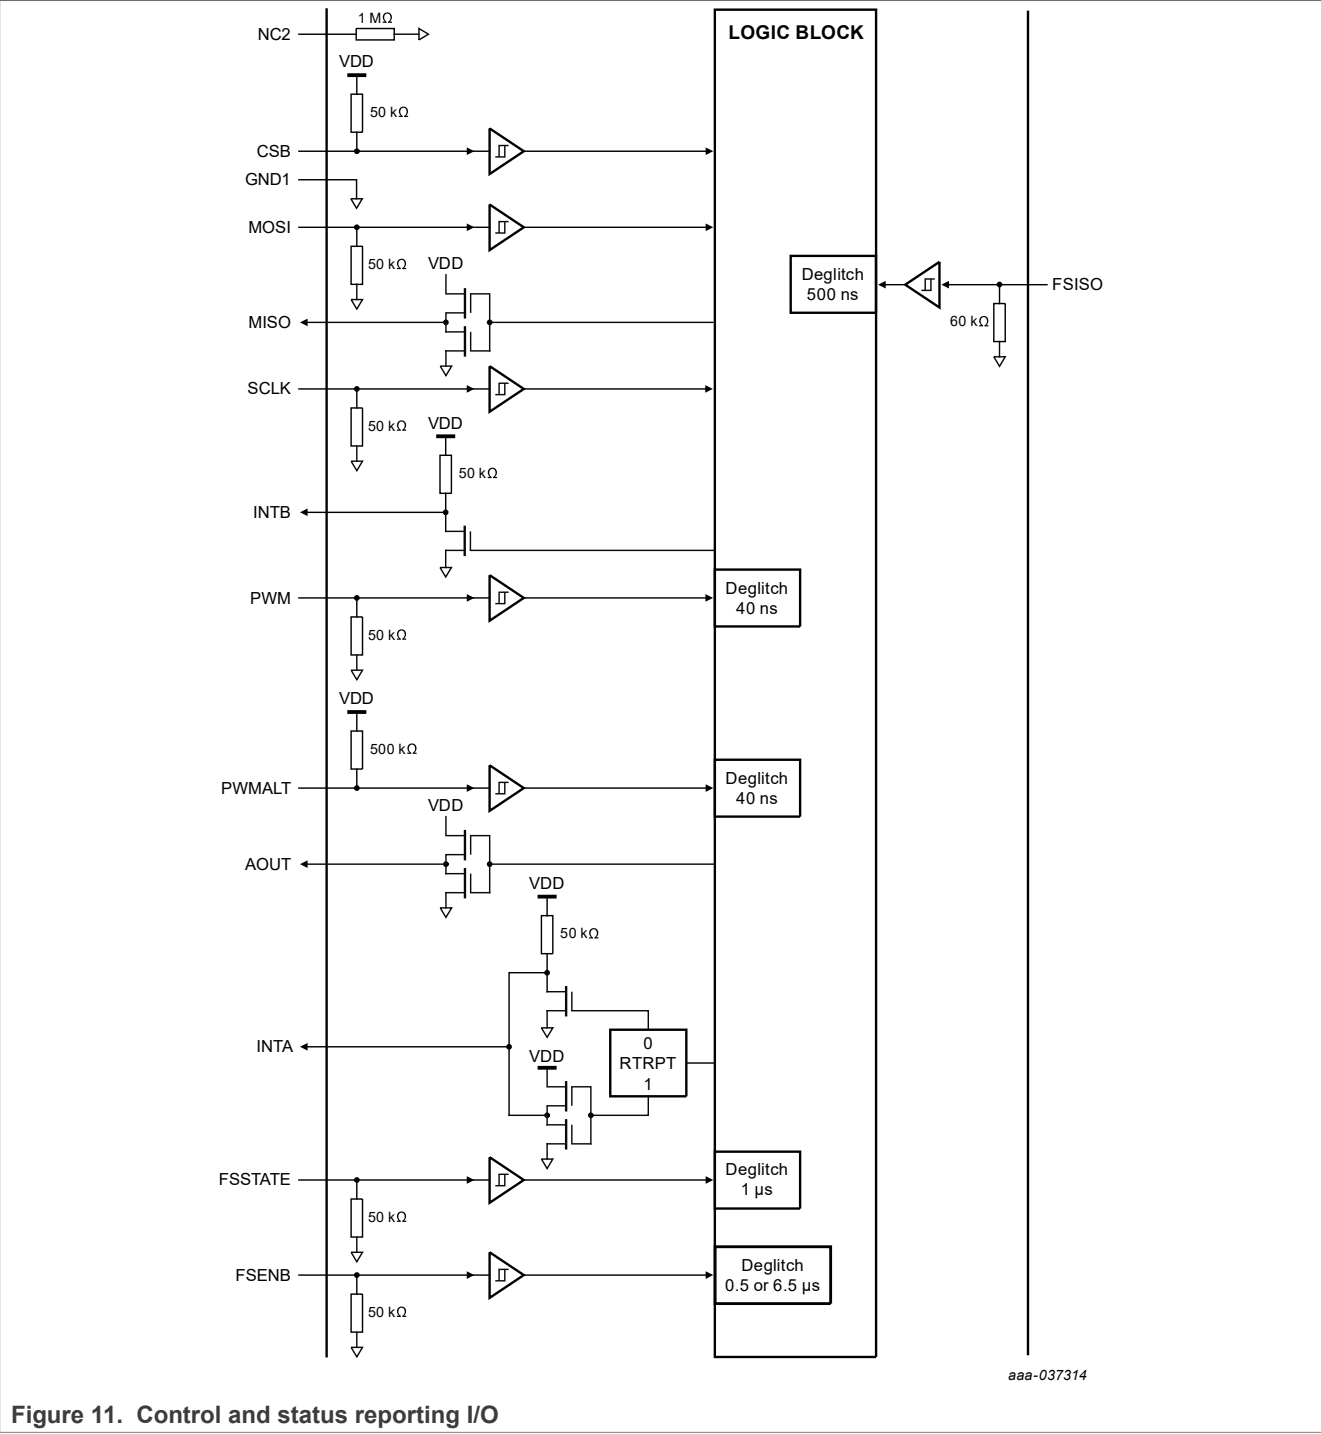 1 MΩ
NC2
LOGIC BLOCK
VDD
50 kΩ
CSB
GND1
MOSI
50 kΩ
VDD
Deglitch
500 ns
FSISO
MISO
60 kΩ
SCLK
50 kΩ
VDD
50 kΩ
INTB
PWM
Deglitch
40 ns
50 kΩ
VDD
500 kΩ
PWMALT
Deglitch
40 ns
VDD
AOUT
VDD
50 kΩ
INTA
0
RTRPT
1
VDD
FSSTATE
Deglitch
1 µs
50 kΩ
FSENB
Deglitch
0.5 or 6.5 µs
50 kΩ
aaa-037314
Figure 11. Control and status reporting I/O